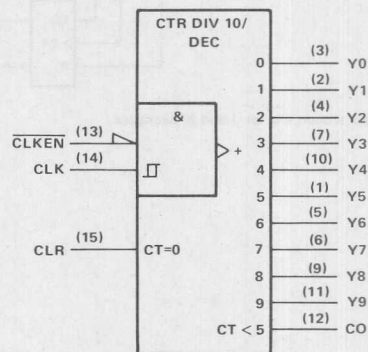 CTR DIV 10/
DEC
&
+
CLKEN (13)
CLK (14)
CLR (15) CT=0
0 (3) Y0
1 (2) Y1
2 (4) Y2
3 (7) Y3
4 (10) Y4
5 (1) Y5
6 (5) Y6
7 (6) Y7
8 (9) Y8
9 (11) Y9
CT < 5 (12) CO